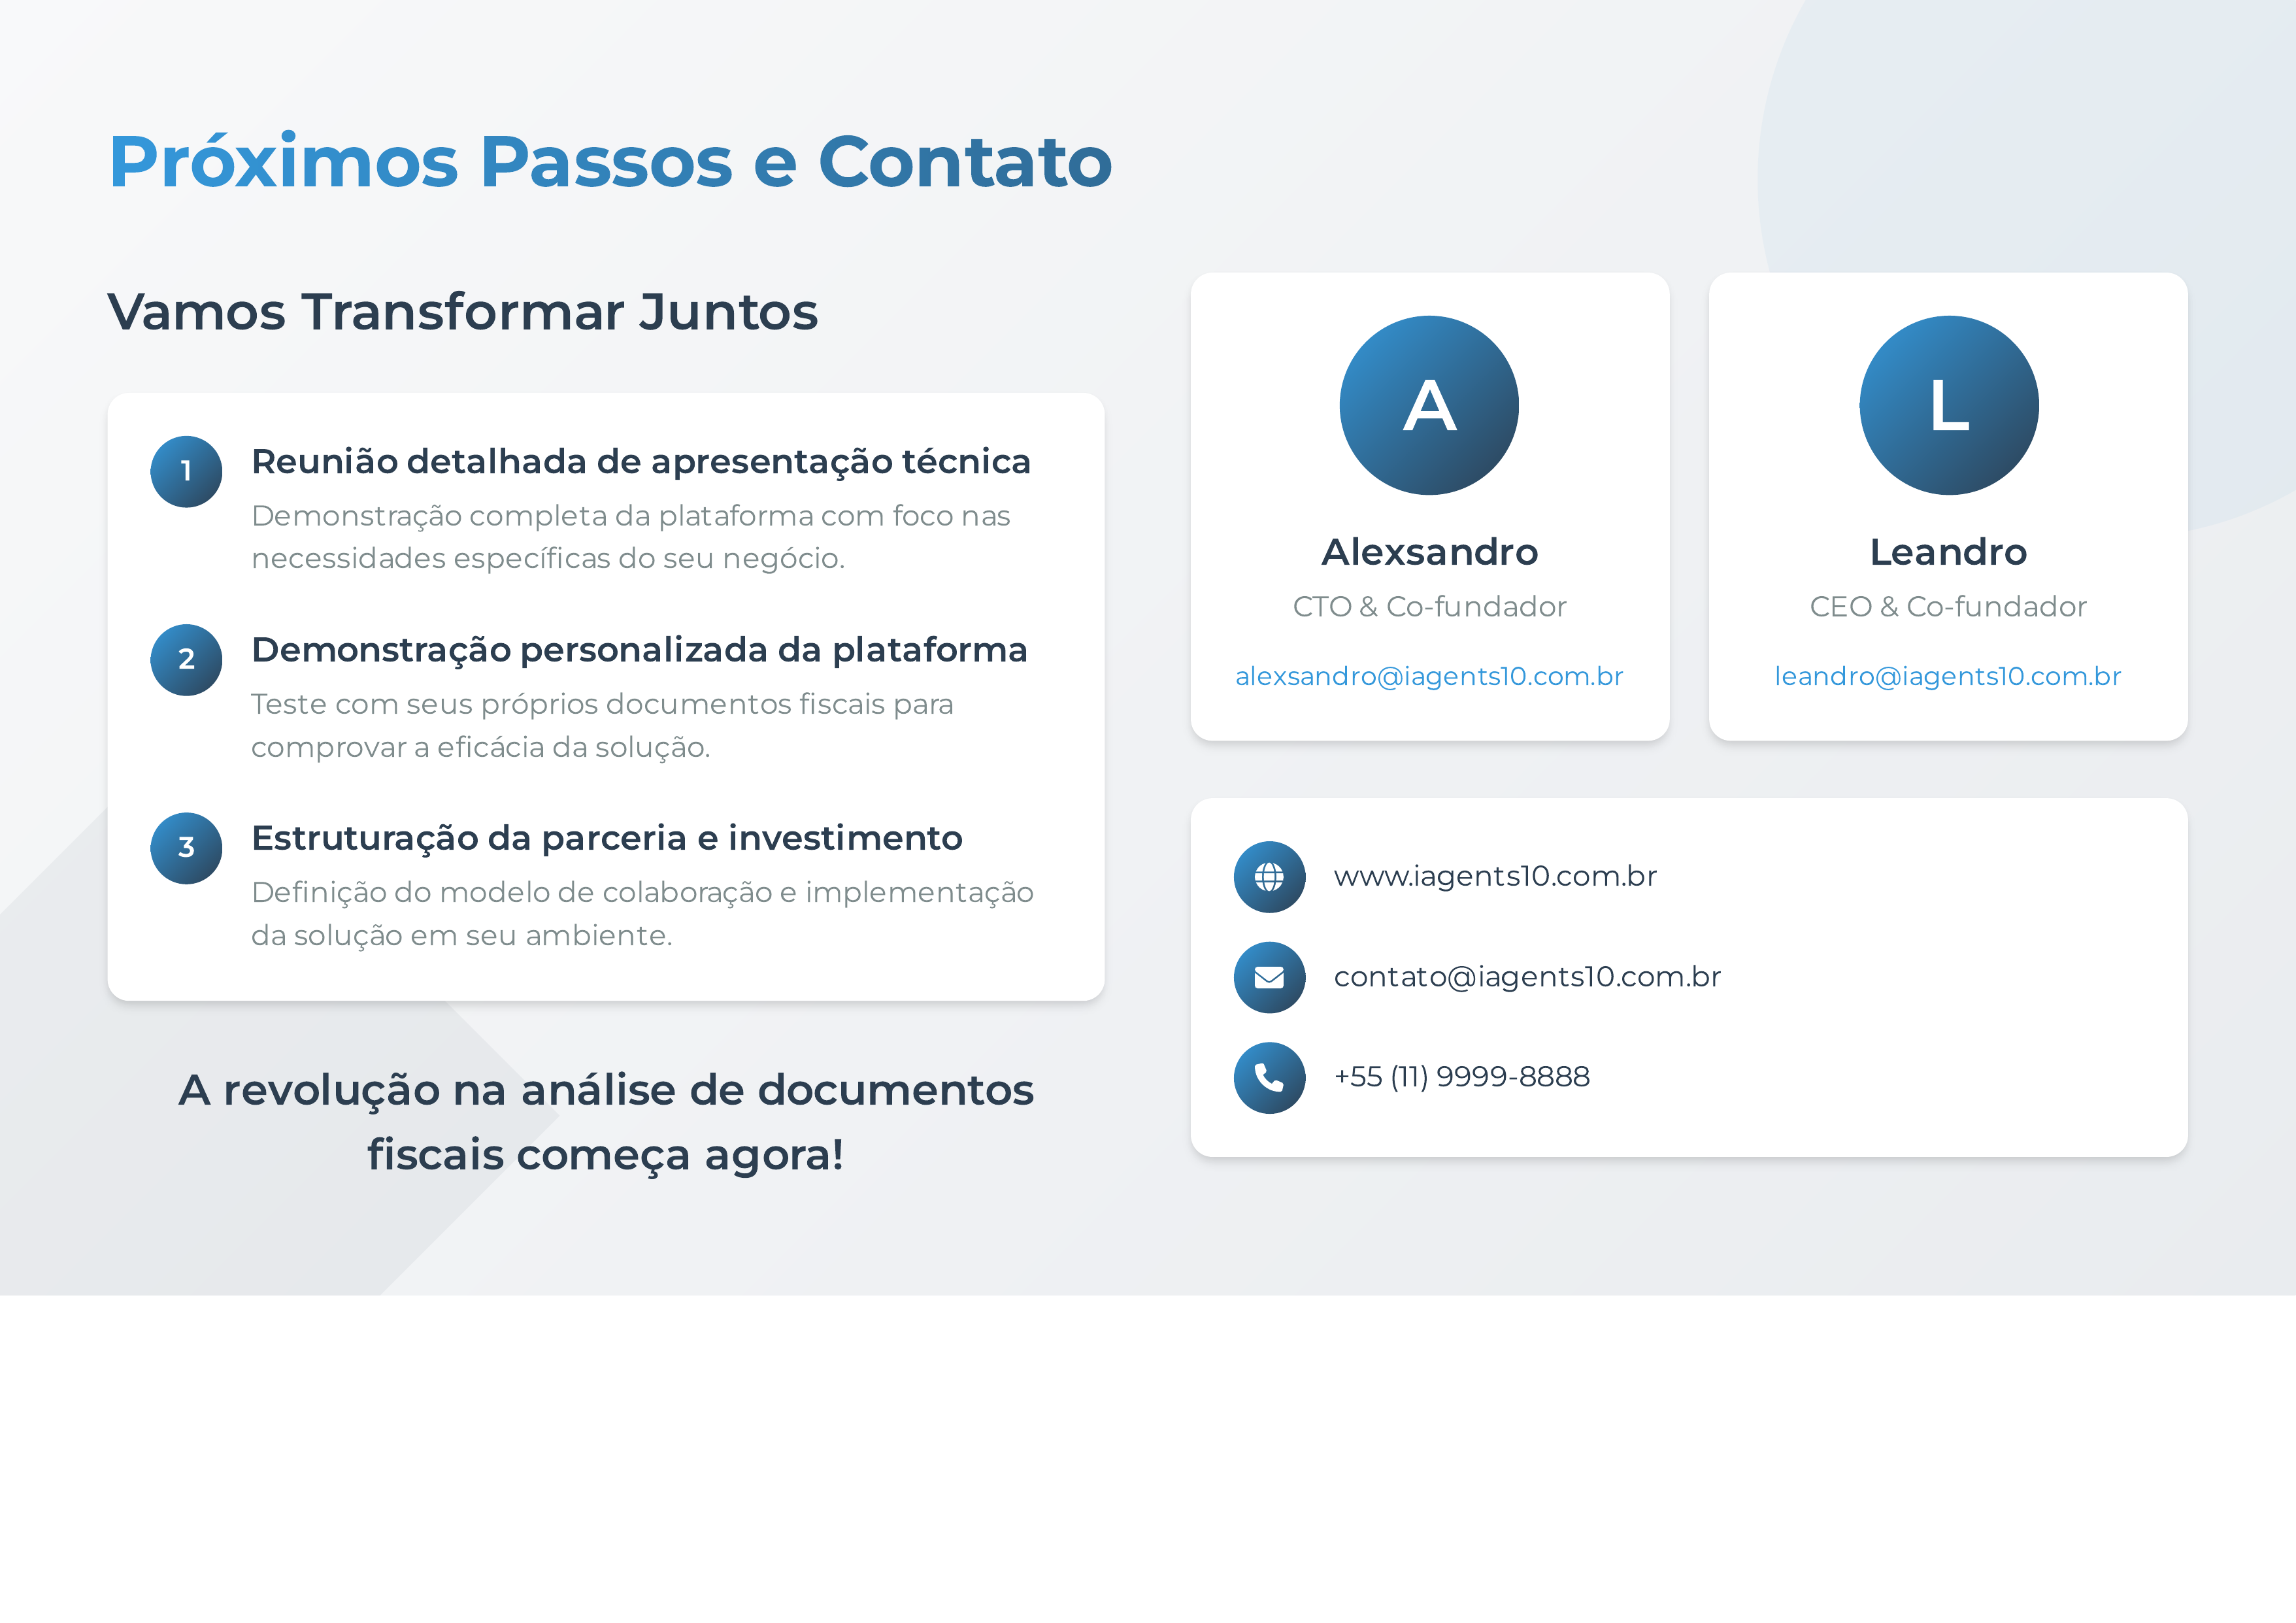 Próximos Passos e Contato
Vamos Transformar Juntos
1
Reunião detalhada de apresentação técnica
Demonstração completa da plataforma com foco nas
necessidades específicas do seu negócio.
2
Demonstração personalizada da plataforma
Teste com seus próprios documentos fiscais para
comprovar a eficácia da solução.
3
Estruturação da parceria e investimento
Definição do modelo de colaboração e implementação
da solução em seu ambiente.
A revolução na análise de documentos
fiscais começa agora!
A
Alexsandro
CTO & Co-fundador
alexsandro@iagents10.com.br
L
Leandro
CEO & Co-fundador
leandro@iagents10.com.br
www.iagents10.com.br
contato@iagents10.com.br
+55 (11) 9999-8888